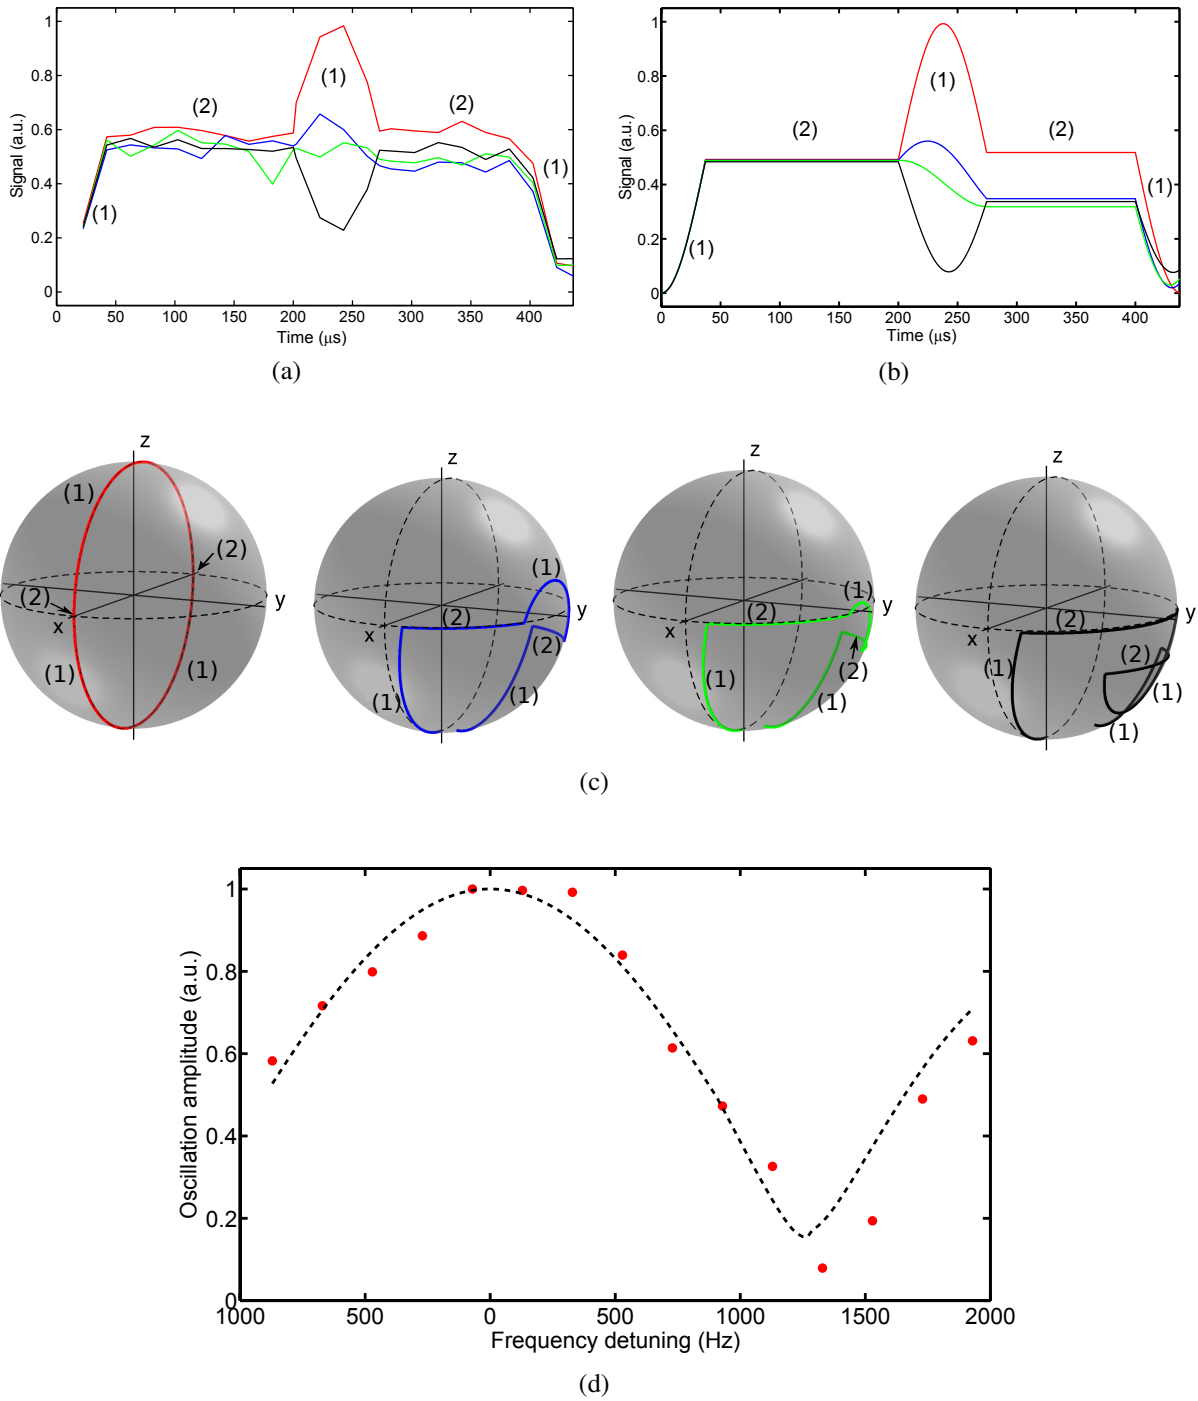 1
0.8
0.6
0.4
0.2
0
Signal (a.u.)
(1)
(2)
(1)
(2)
(1)
0 50 100 150 200 250 300 350 400
Time (μs)
(a)
1
0.8
0.6
0.4
0.2
0
Signal (a.u.)
(1)
(2)
(1)
(2)
(1)
0 50 100 150 200 250 300 350 400
Time (μs)
(b)
z
(1)
(2)
(2)
y
x
(1)
(1)
z
(1)
(2)
y
x
(2)
(1)
(1)
z
(1)
(2)
y
x
(2)
(1)
(1)
z
(2)
y
x
(2)
(1)
(1)
(1)
(c)
1
0.8
0.6
0.4
0.2
0
Oscillation amplitude (a.u.)
1000 500 0 500 1000 1500 2000
Frequency detuning (Hz)
(d)